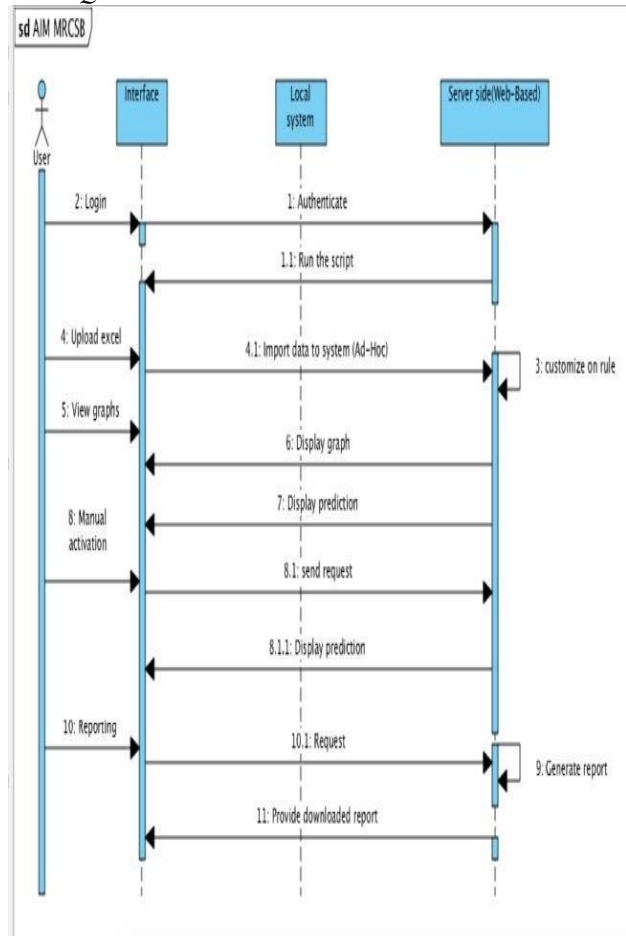 sd AIM MRCSB
User
Interface
Local
system
Server side(Web-Based)
2: Login
1: Authenticate
1.1: Run the script
4: Upload excel
4.1: Import data to system (Ad-Hoc)
3: customize on rule
5: View graphs
6: Display graph
7: Display prediction
8: Manual
activation
8.1: send request
8.1.1: Display prediction
10: Reporting
10.1: Request
9: Generate report
11: Provide downloaded report